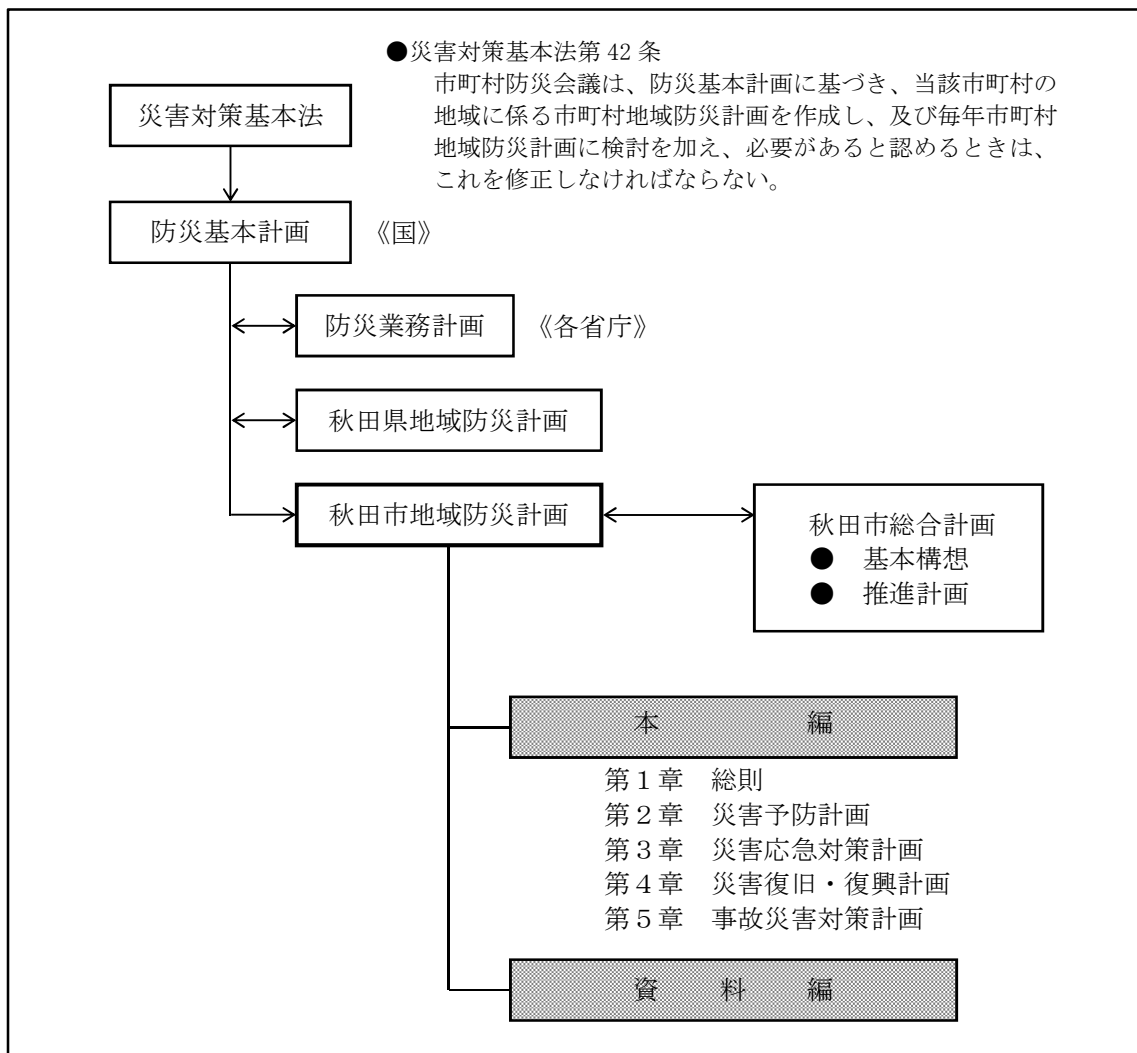 ●災害対策基本法第 42 条
市町村防災会議は、防災基本計画に基づき、当該市町村の
地域に係る市町村地域防災計画を作成し、及び毎年市町村
地域防災計画に検討を加え、必要があると認めるときは、
これを修正しなければならない。
災害対策基本法
防災基本計画 《国》
防災業務計画 《各省庁》
秋田県地域防災計画
秋田市地域防災計画
秋田市総合計画
● 基本構想
● 推進計画
本 編
第１章 総則
第２章 災害予防計画
第３章 災害応急対策計画
第４章 災害復旧・復興計画
第５章 事故災害対策計画
資 料 編